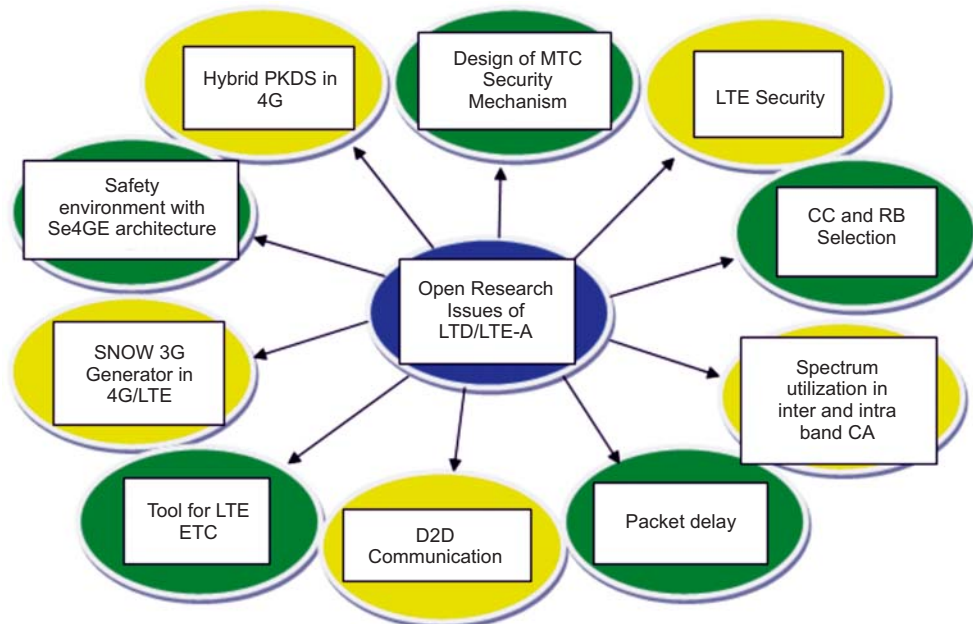 Hybrid PKDS in
4G
Design of MTC
Security
Mechanism
LTE Security
Safety
environment with
Se4GE architecture
CC and RB
Selection
Open Research
Issues of
LTD/LTE-A
SNOW 3G
Generator in
4G/LTE
Spectrum
utilization in
inter and intra
band CA
Tool for LTE
ETC
D2D
Communication
Packet delay